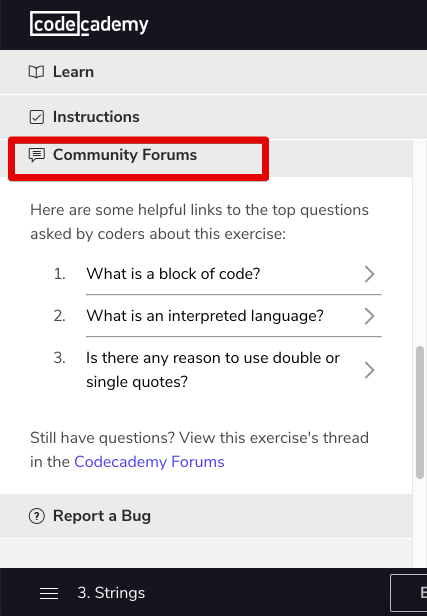 codecademy
Learn
Instructions
Community Forums
Here are some helpful links to the top questions
asked by coders about this exercise:
1. What is a block of code?
2. What is an interpreted language?
3. Is there any reason to use double or
single quotes?
Still have questions? View this exercise's thread
in the Codecademy Forums
Report a Bug
3. Strings